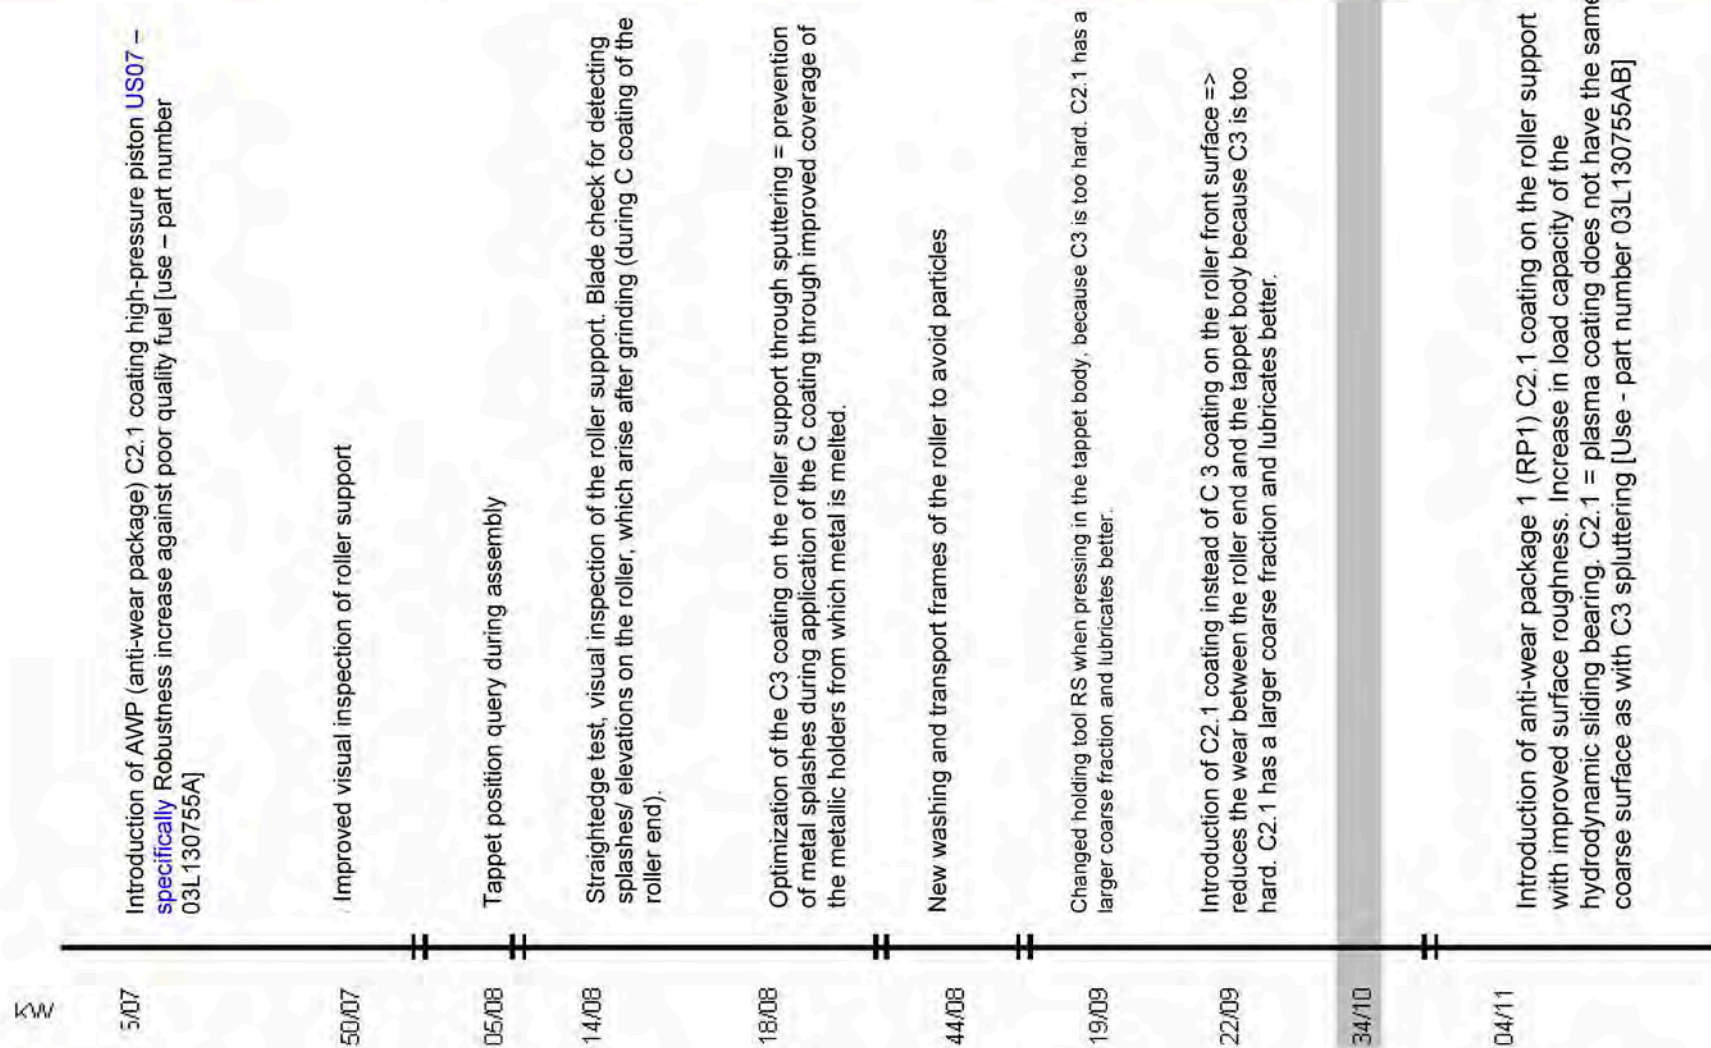 KW
5/07
Introduction of AWP (anti-wear package) C2.1 coating high-pressure piston US07 –
specifically Robustness increase against poor quality fuel [use – part number
03L130755A]
50/07
Improved visual inspection of roller support
05/08
Tappet position query during assembly
14/08
Straightedge test, visual inspection of the roller support. Blade check for detecting
splashes/ elevations on the roller, which arise after grinding (during C coating of the
roller end).
18/08
Optimization of the C3 coating on the roller support through sputtering = prevention
of metal splashes during application of the C coating through improved coverage of
the metallic holders from which metal is melted.
44/08
New washing and transport frames of the roller to avoid particles
19/09
Changed holding tool RS when pressing in the tappet body, because C3 is too hard. C2.1 has a
larger coarse fraction and lubricates better.
22/09
Introduction of C2.1 coating instead of C 3 coating on the roller front surface =>
reduces the wear between the roller end and the tappet body because C3 is too
hard. C2.1 has a larger coarse fraction and lubricates better.
34/10
04/11
Introduction of anti-wear package 1 (RP1) C2.1 coating on the roller support
with improved surface roughness. Increase in load capacity of the
hydrodynamic sliding bearing. C2.1 = plasma coating does not have the same
coarse surface as with C3 spluttering [Use - part number 03L130755AB]